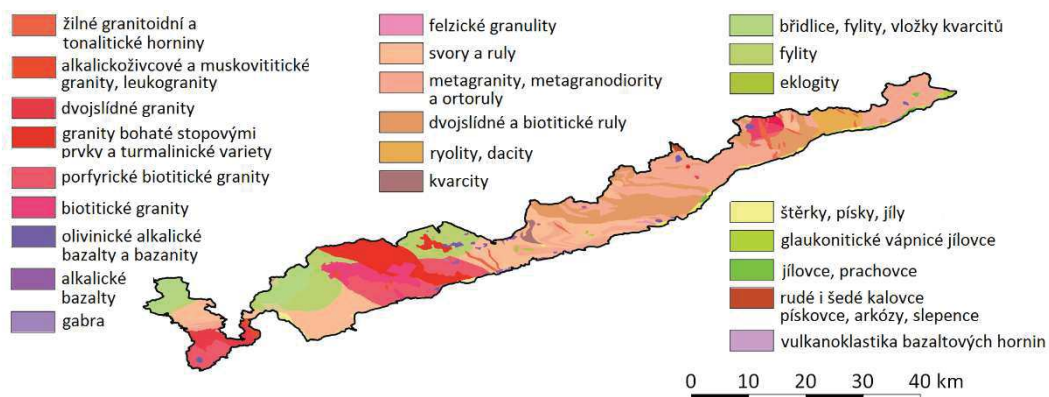 žilné granitoidní a
tonalitické horniny
alkalickoživcové a muskovititické
granity, leukogranity
dvojslídné granity
granity bohaté stopovými
prvky a turmalinické variety
porfyrické biotitické granity
biotitické granity
olivinické alkalické
bazalty a bazanity
alkalické
bazalty
gabra
felzické granulity
svory a ruly
metagranity, metagranodiority
a ortoruly
dvojslídné a biotitické ruly
ryolity, dacity
kvarcity
břidlice, fylity, vložky kvarcitů
fylity
eklogity
štěrky, písky, jíly
glaukonitické vápnicé jílovce
jílovce, prachovce
rudé i šedé kalovce
pískovce, arkózy, slepence
vulkanoklastika bazaltových hornin
0 10 20 30 40 km